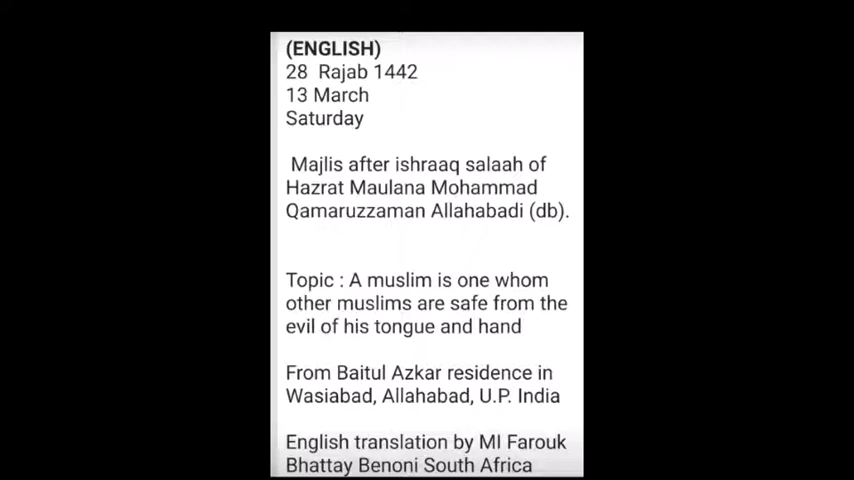 (ENGLISH)
28 Rajab 1442
13 March
Saturday
Majlis after ishraaq salaah of
Hazrat Maulana Mohammad
Qamaruzzaman Allahabadi (db).
Topic : A muslim is one whom
other muslims are safe from the
evil of his tongue and hand
From Baitul Azkar residence in
Wasiabad, Allahabad, U.P. India
English translation by MI Farouk
Bhattay Benoni South Africa